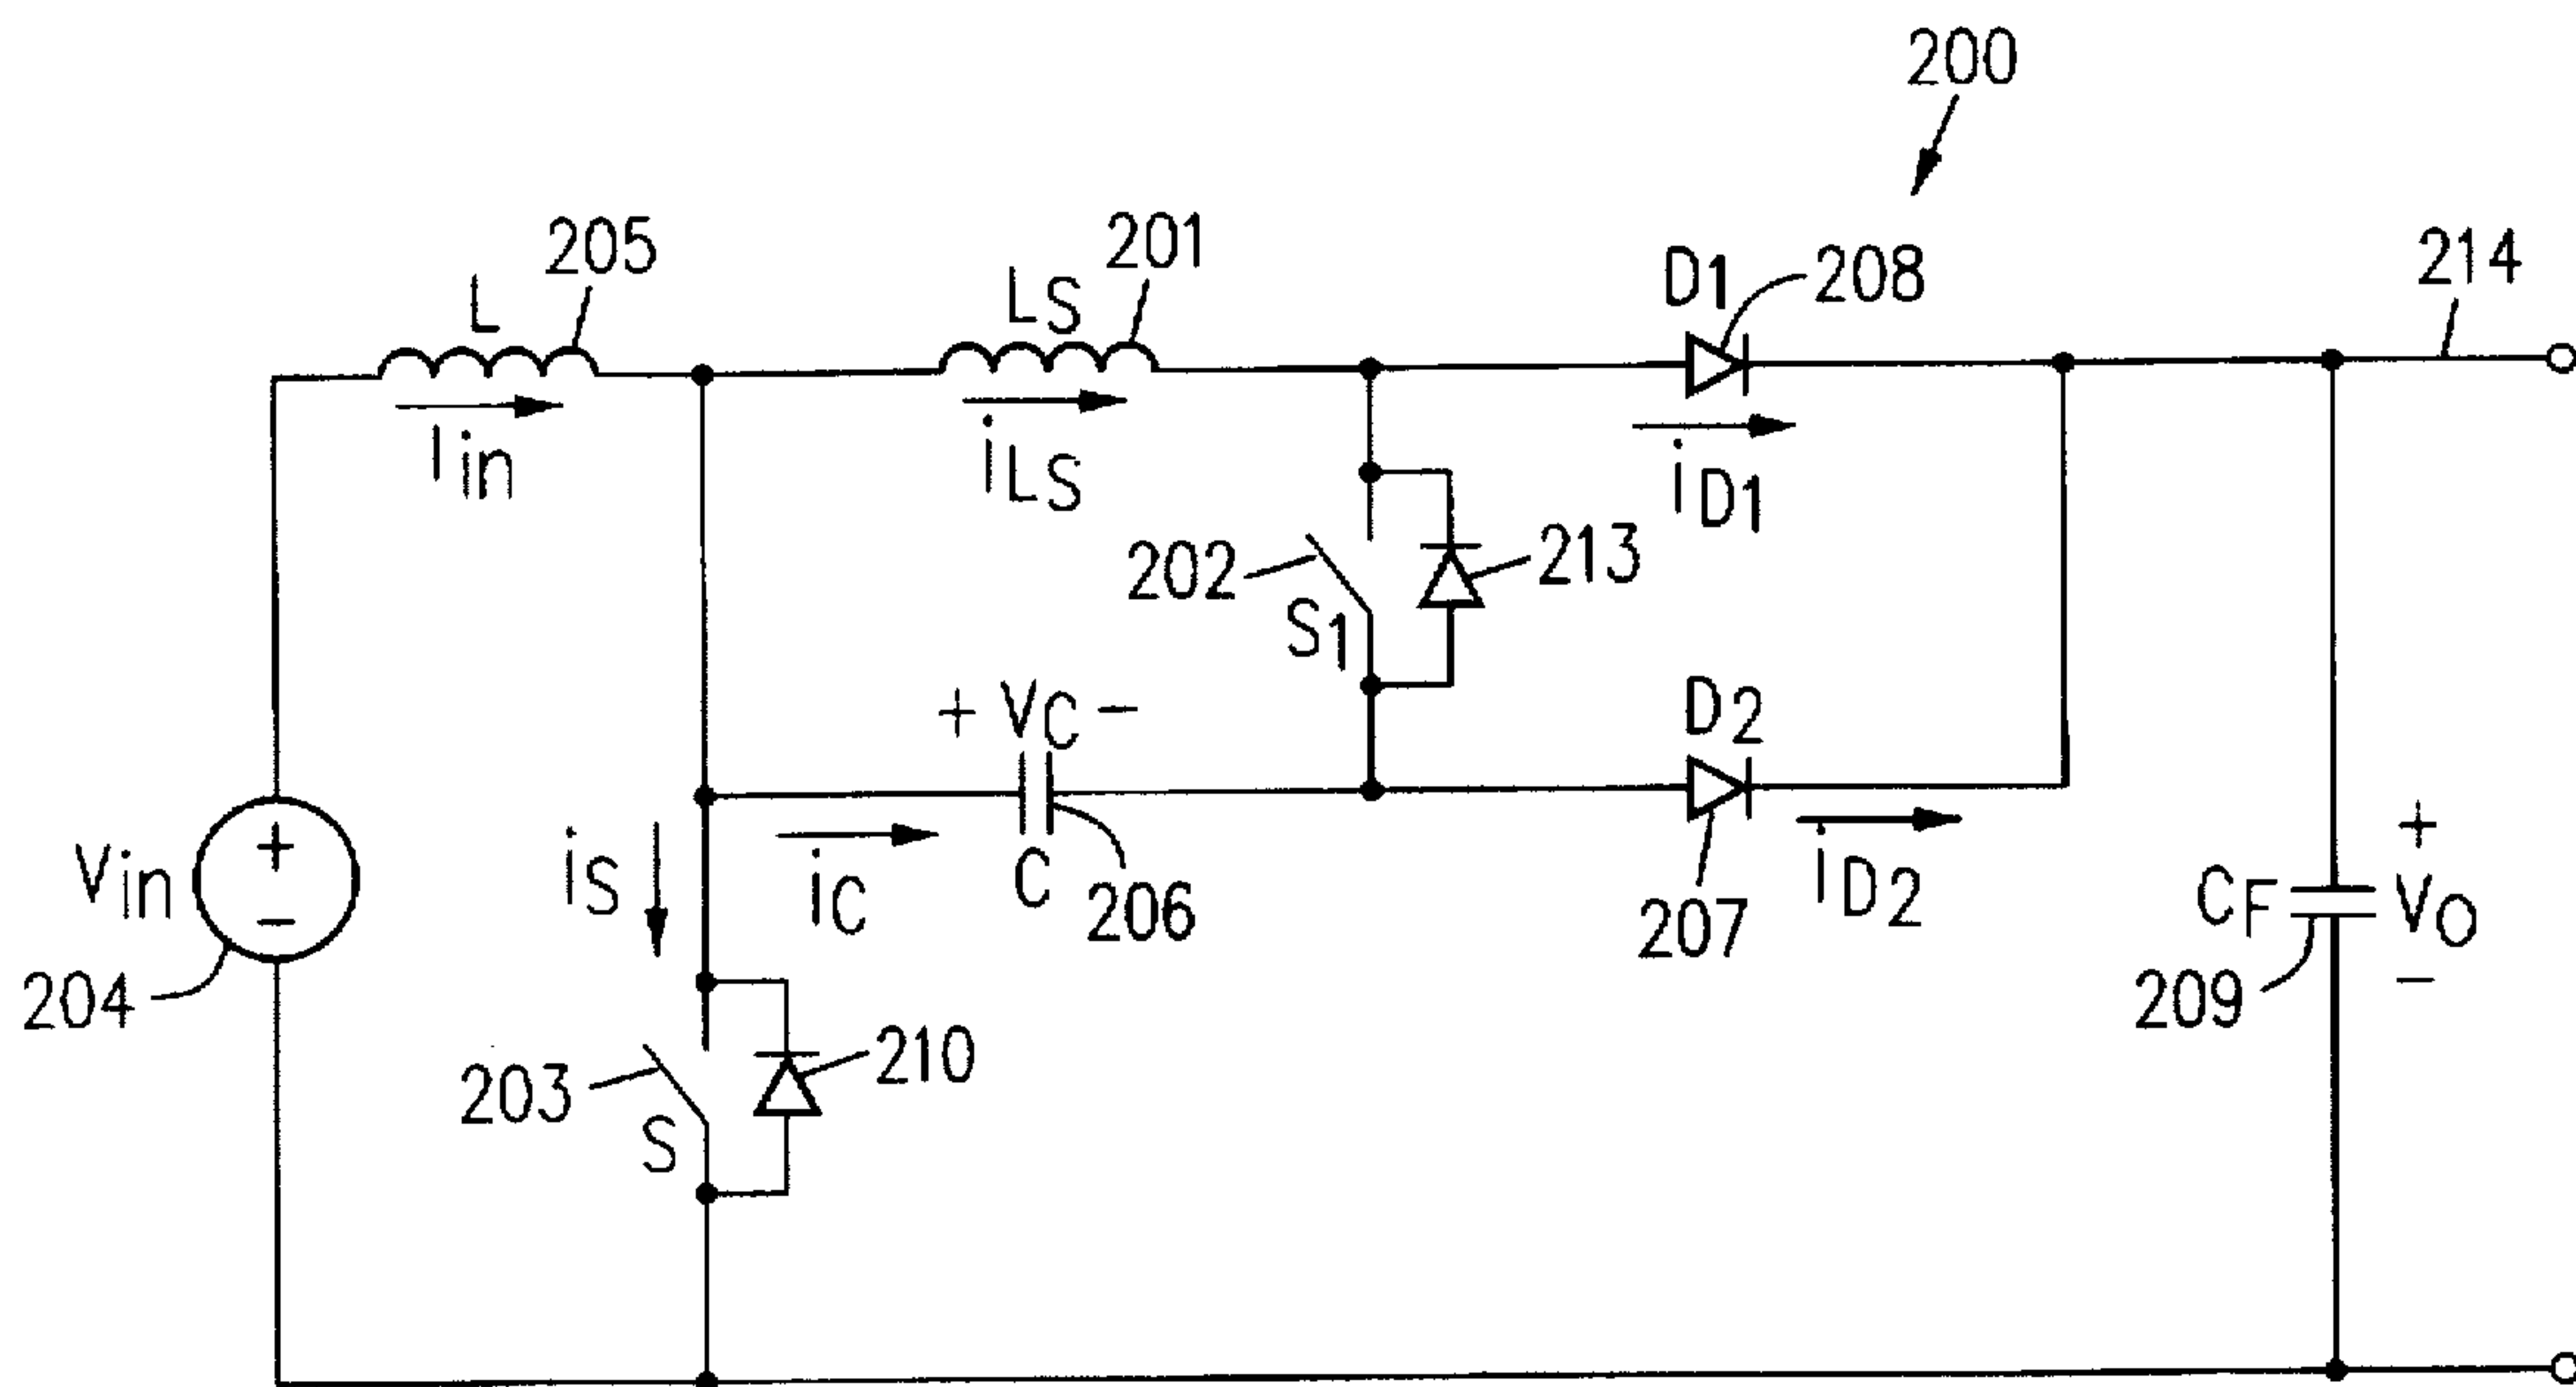 200
205
201
L
LS
D1
208
214
Iin
iLS
iD1
202
213
S1
+ VC -
D2
Vin
+
-
iS
iC
C
206
207
iD2
CF
+
VO
-
209
204
203
210
S